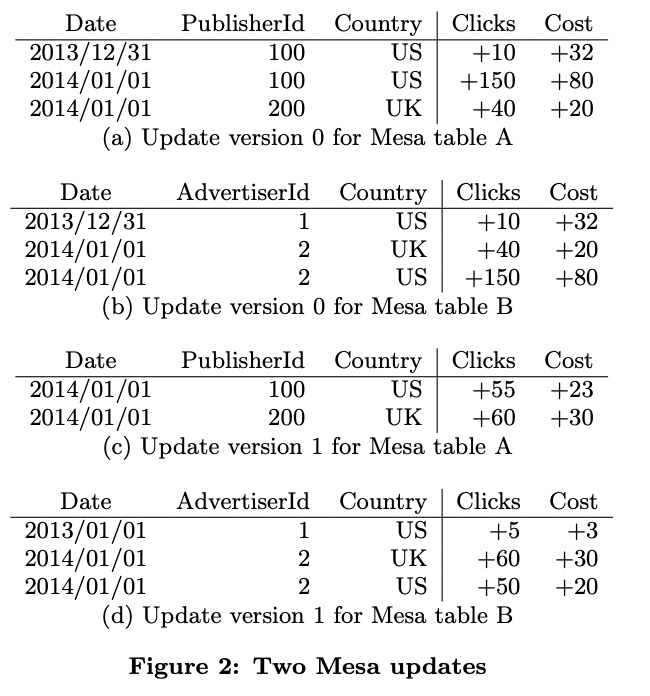 Date PublisherId Country Clicks Cost
2013/12/31 100 US +10 +32
2014/01/01 100 US +150 +80
2014/01/01 200 UK +40 +20
(a) Update version 0 for Mesa table A
Date AdvertiserId Country Clicks Cost
2013/12/31 1 US +10 +32
2014/01/01 2 UK +40 +20
2014/01/01 2 US +150 +80
(b) Update version 0 for Mesa table B
Date PublisherId Country Clicks Cost
2014/01/01 100 US +55 +23
2014/01/01 200 UK +60 +30
(c) Update version 1 for Mesa table A
Date AdvertiserId Country Clicks Cost
2013/01/01 1 US +5 +3
2014/01/01 2 UK +60 +30
2014/01/01 2 US +50 +20
(d) Update version 1 for Mesa table B
Figure 2: Two Mesa updates